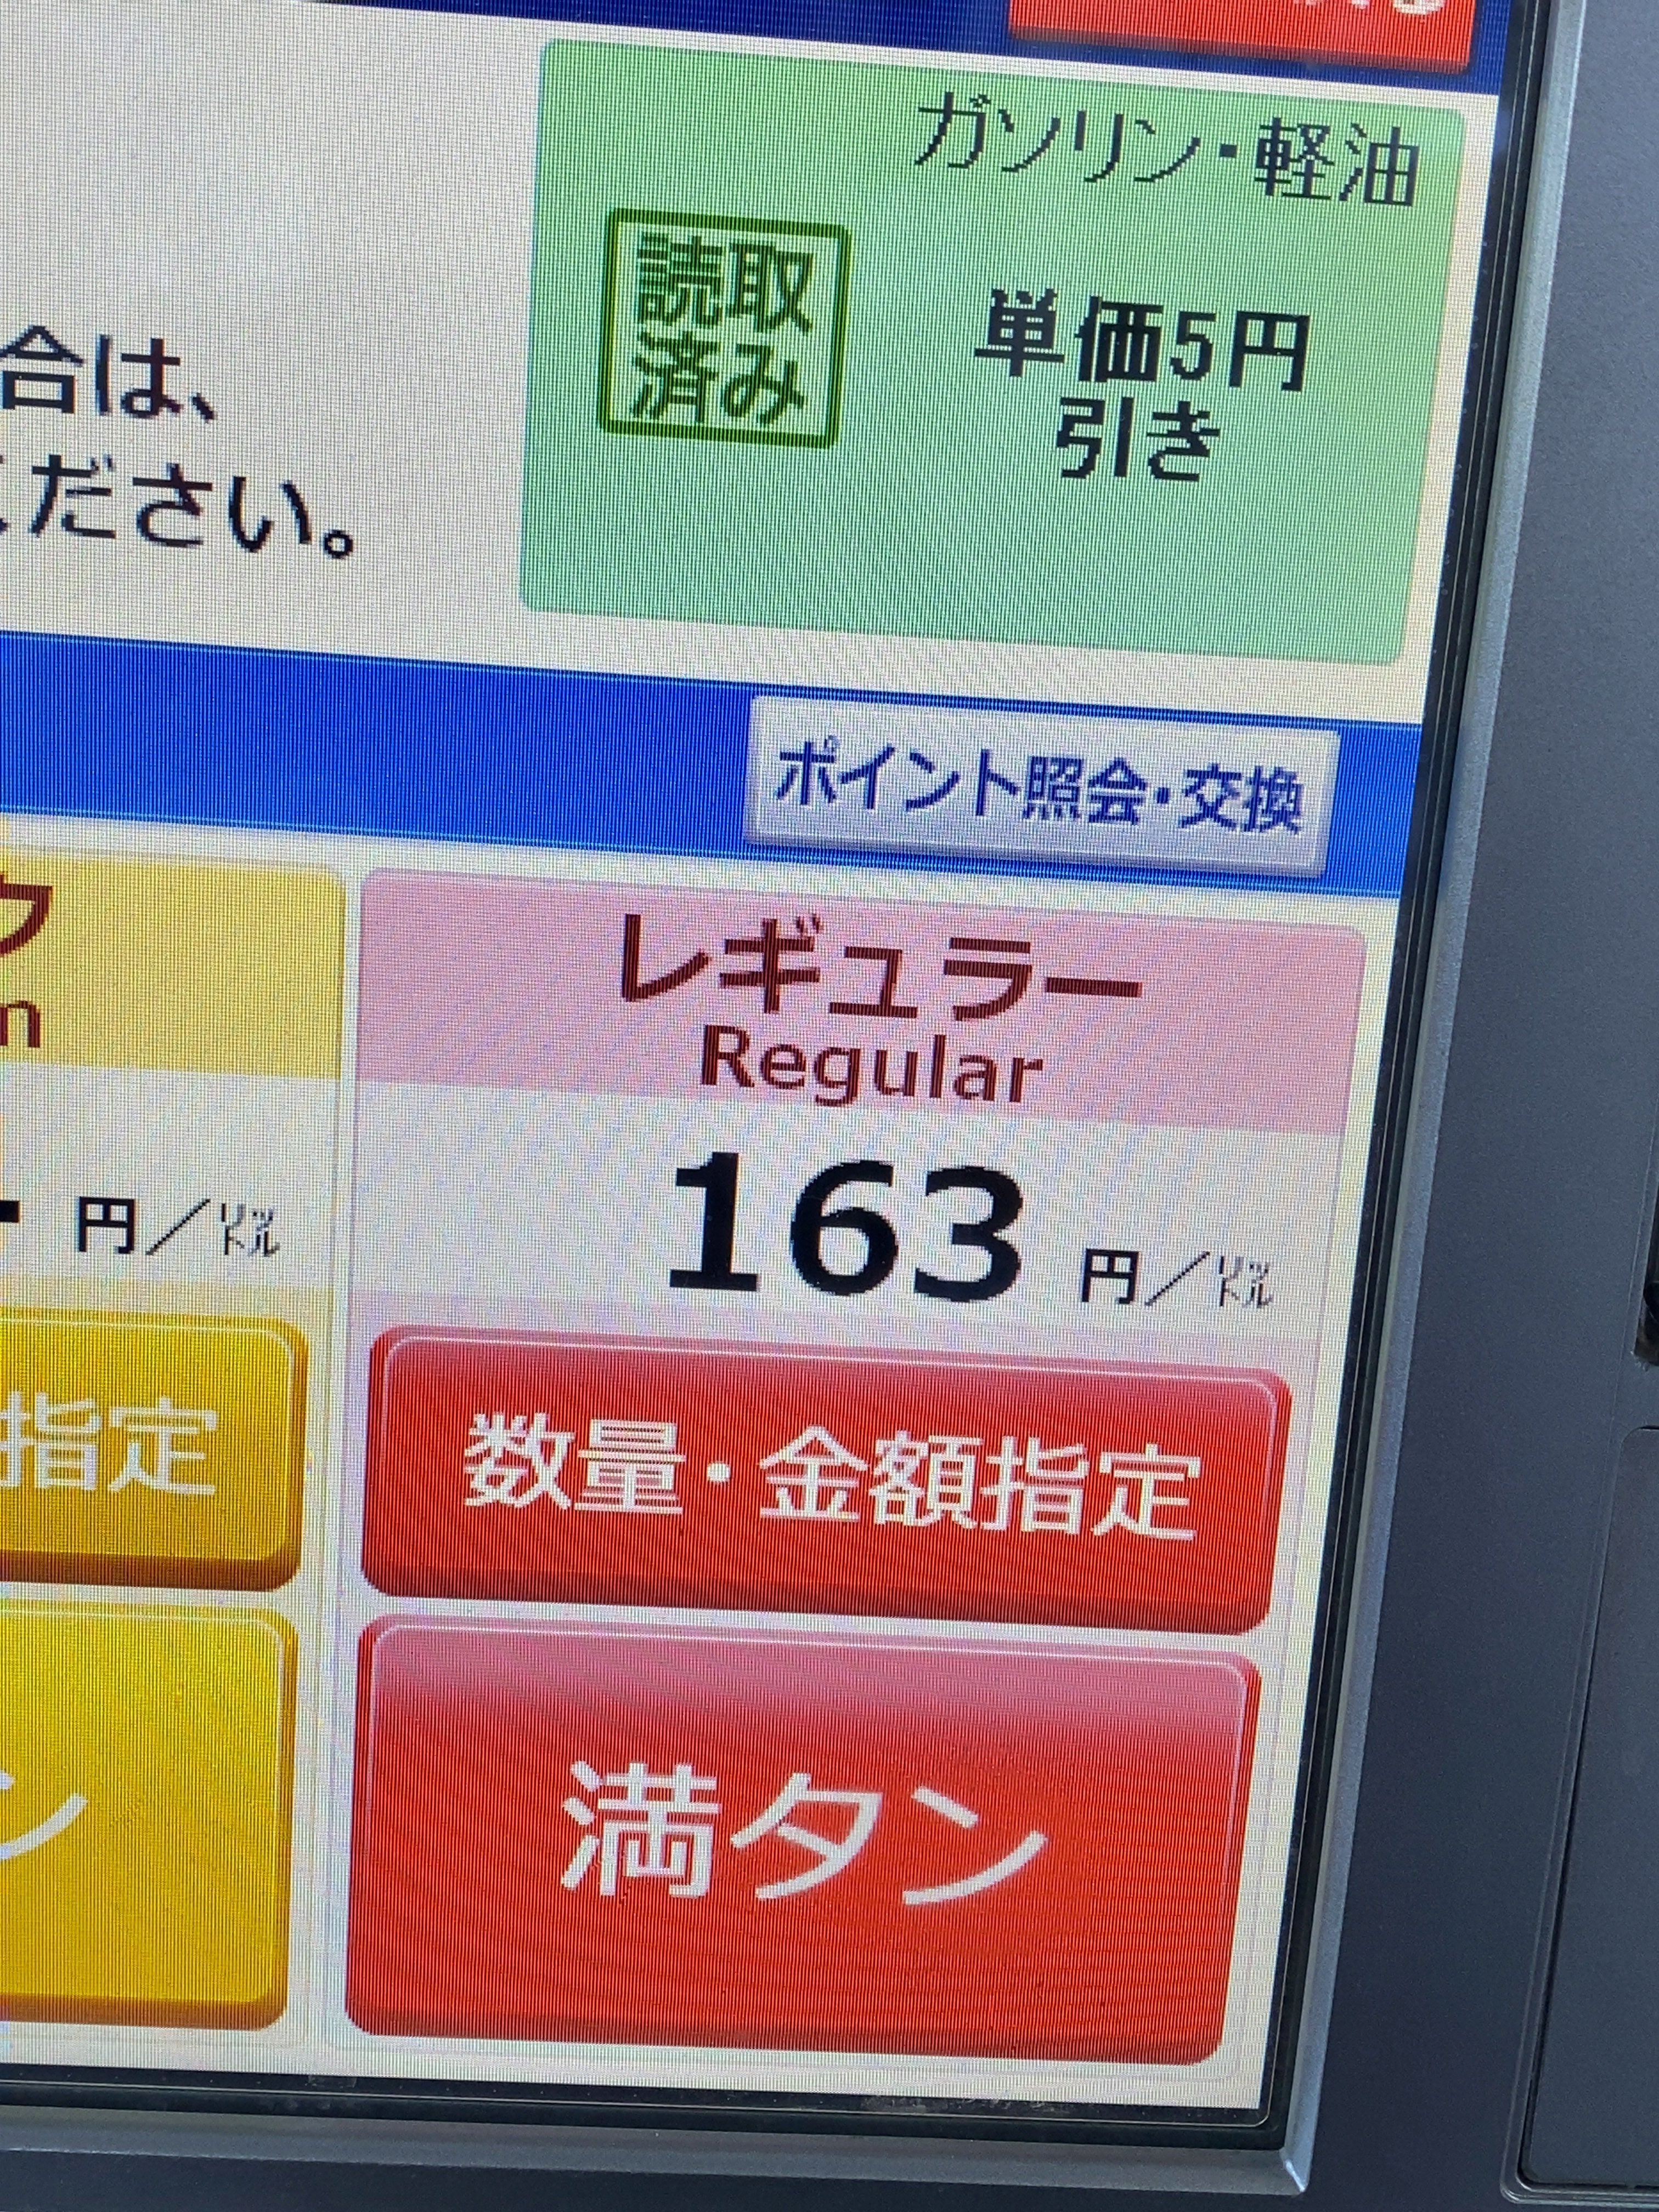 ガソリン・軽油
読取
済み
単価5円
引き
合は、
ください。
ポイント照会・交換
レギュラー
Regular
163 円/リットル
円/リットル
数量・金額指定
指定
満タン
ン